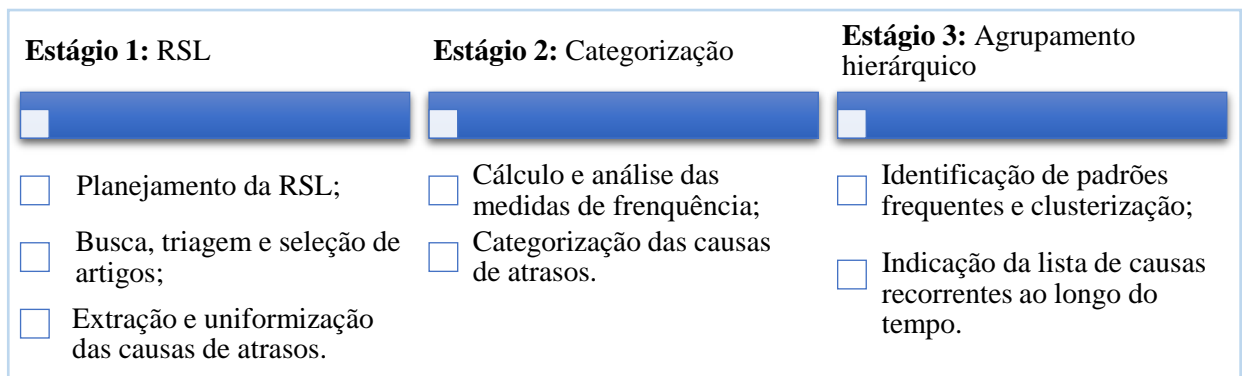 Estágio 1: RSL
Planejamento da RSL;
Busca, triagem e seleção de
artigos;
Extração e uniformização
das causas de atrasos.
Estágio 2: Categorização
Cálculo e análise das
medidas de frenquência;
Categorização das causas
de atrasos.
Estágio 3: Agrupamento
hierárquico
Identificação de padrões
frequentes e clusterização;
Indicação da lista de causas
recorrentes ao longo do
tempo.